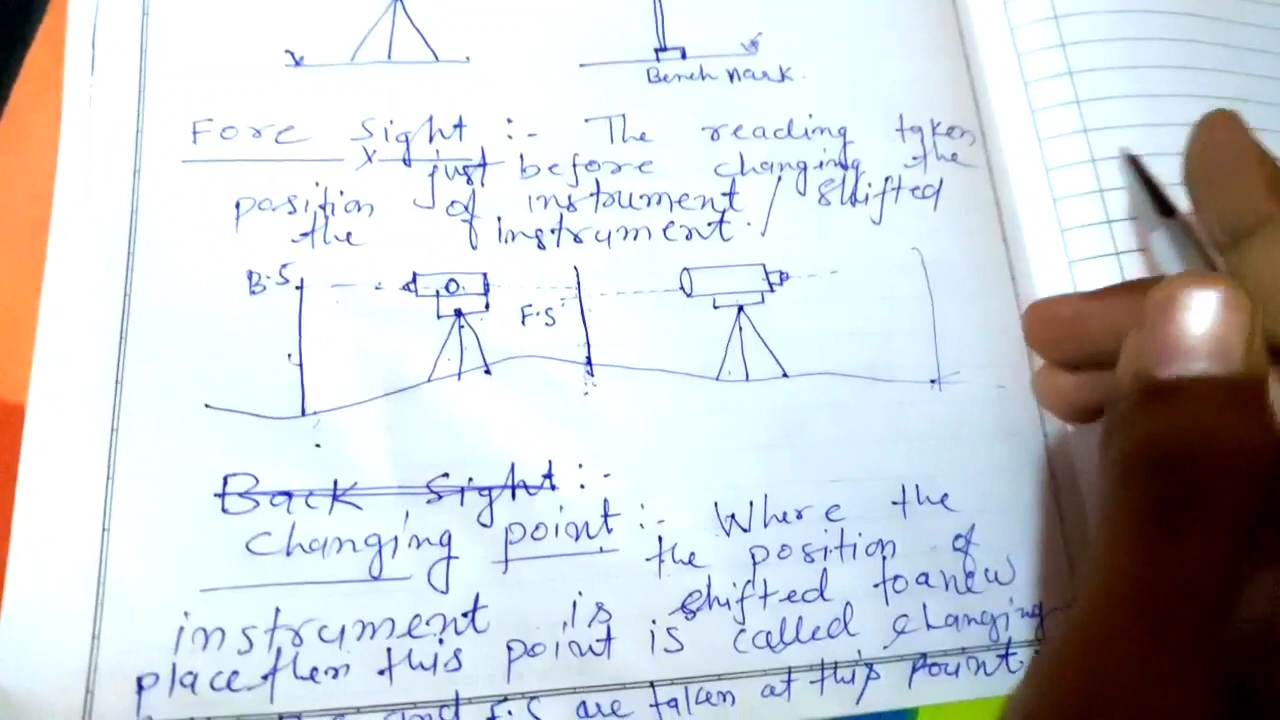 Bench Mark.
Fore Sight :- The reading taken
just before changing the
position of instrument / Shifted
the of instrument.
B.S
F.S
Back Sight :-
Changing point :- Where the
the position of
instrument is shifted to a new
place then this point is called changing
and F.S are taken at this point